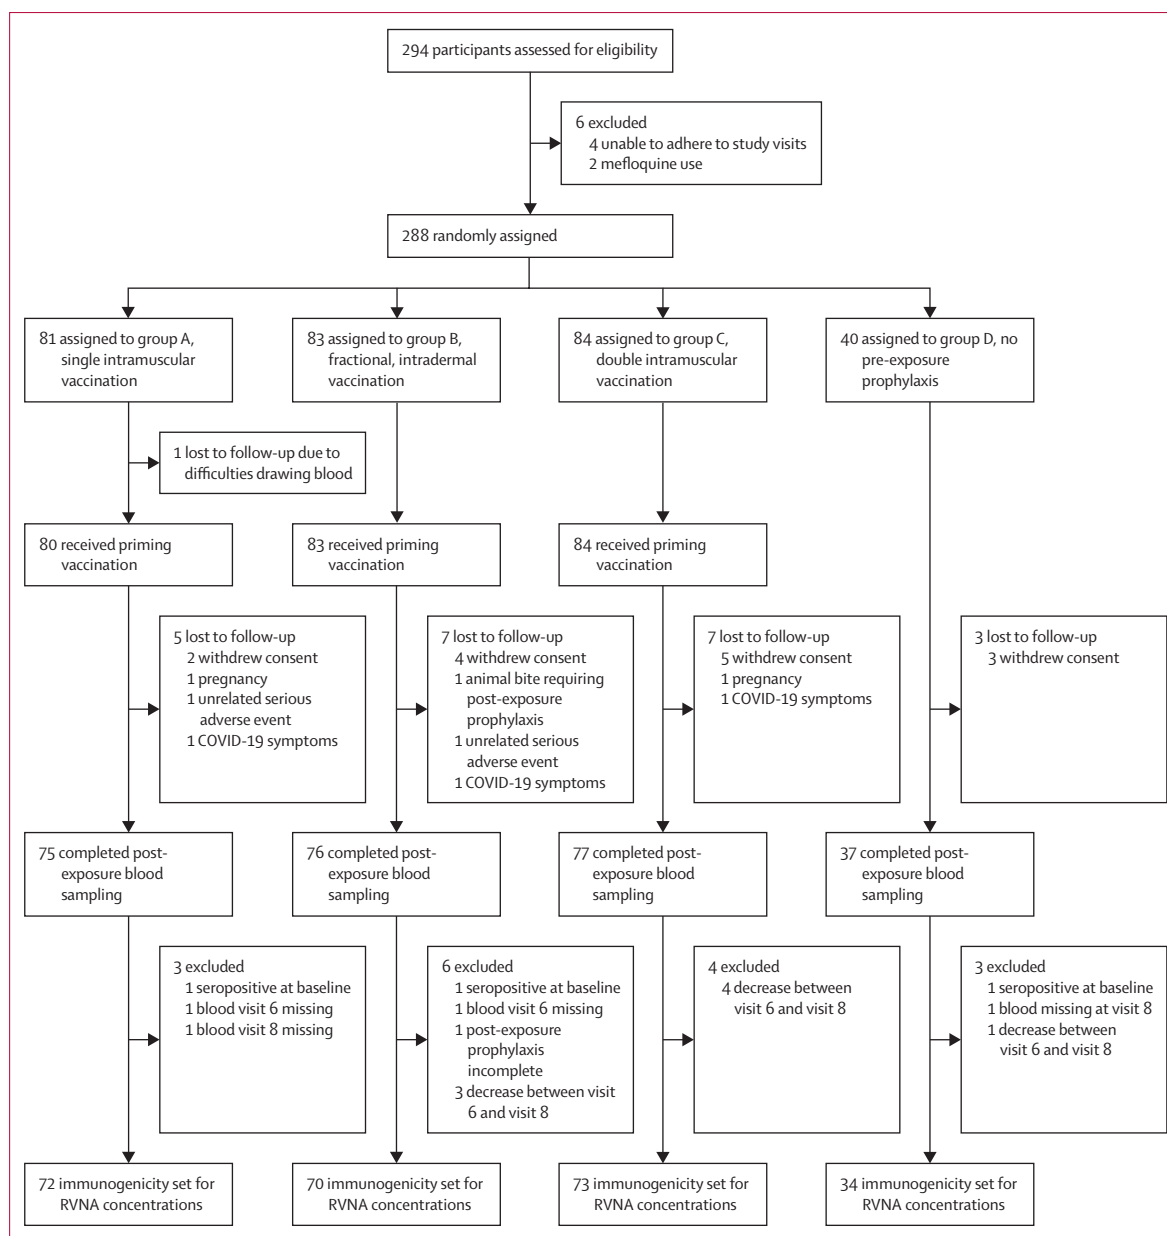 294 participants assessed for eligibility
6 excluded
4 unable to adhere to study visits
2 mefloquine use
288 randomly assigned
81 assigned to group A,
single intramuscular
vaccination
83 assigned to group B,
fractional, intradermal
vaccination
84 assigned to group C,
double intramuscular
vaccination
40 assigned to group D, no
pre-exposure
prophylaxis
1 lost to follow-up due to
difficulties drawing blood
80 received priming
vaccination
83 received priming
vaccination
84 received priming
vaccination
5 lost to follow-up
2 withdrew consent
1 pregnancy
1 unrelated serious
adverse event
1 COVID-19 symptoms
7 lost to follow-up
4 withdrew consent
1 animal bite requiring
post-exposure
prophylaxis
1 unrelated serious
adverse event
1 COVID-19 symptoms
7 lost to follow-up
5 withdrew consent
1 pregnancy
1 COVID-19 symptoms
3 lost to follow-up
3 withdrew consent
75 completed post-
exposure blood
sampling
76 completed post-
exposure blood
sampling
77 completed post-
exposure blood
sampling
37 completed post-
exposure blood
sampling
3 excluded
1 seropositive at baseline
1 blood visit 6 missing
1 blood visit 8 missing
6 excluded
1 seropositive at baseline
1 blood visit 6 missing
1 post-exposure
prophylaxis
incomplete
3 decrease between visit
6 and visit 8
4 excluded
4 decrease between
visit 6 and visit 8
3 excluded
1 seropositive at baseline
1 blood missing at visit 8
1 decrease between
visit 6 and visit 8
72 immunogenicity set for
RVNA concentrations
70 immunogenicity set for
RVNA concentrations
73 immunogenicity set for
RVNA concentrations
34 immunogenicity set for
RVNA concentrations